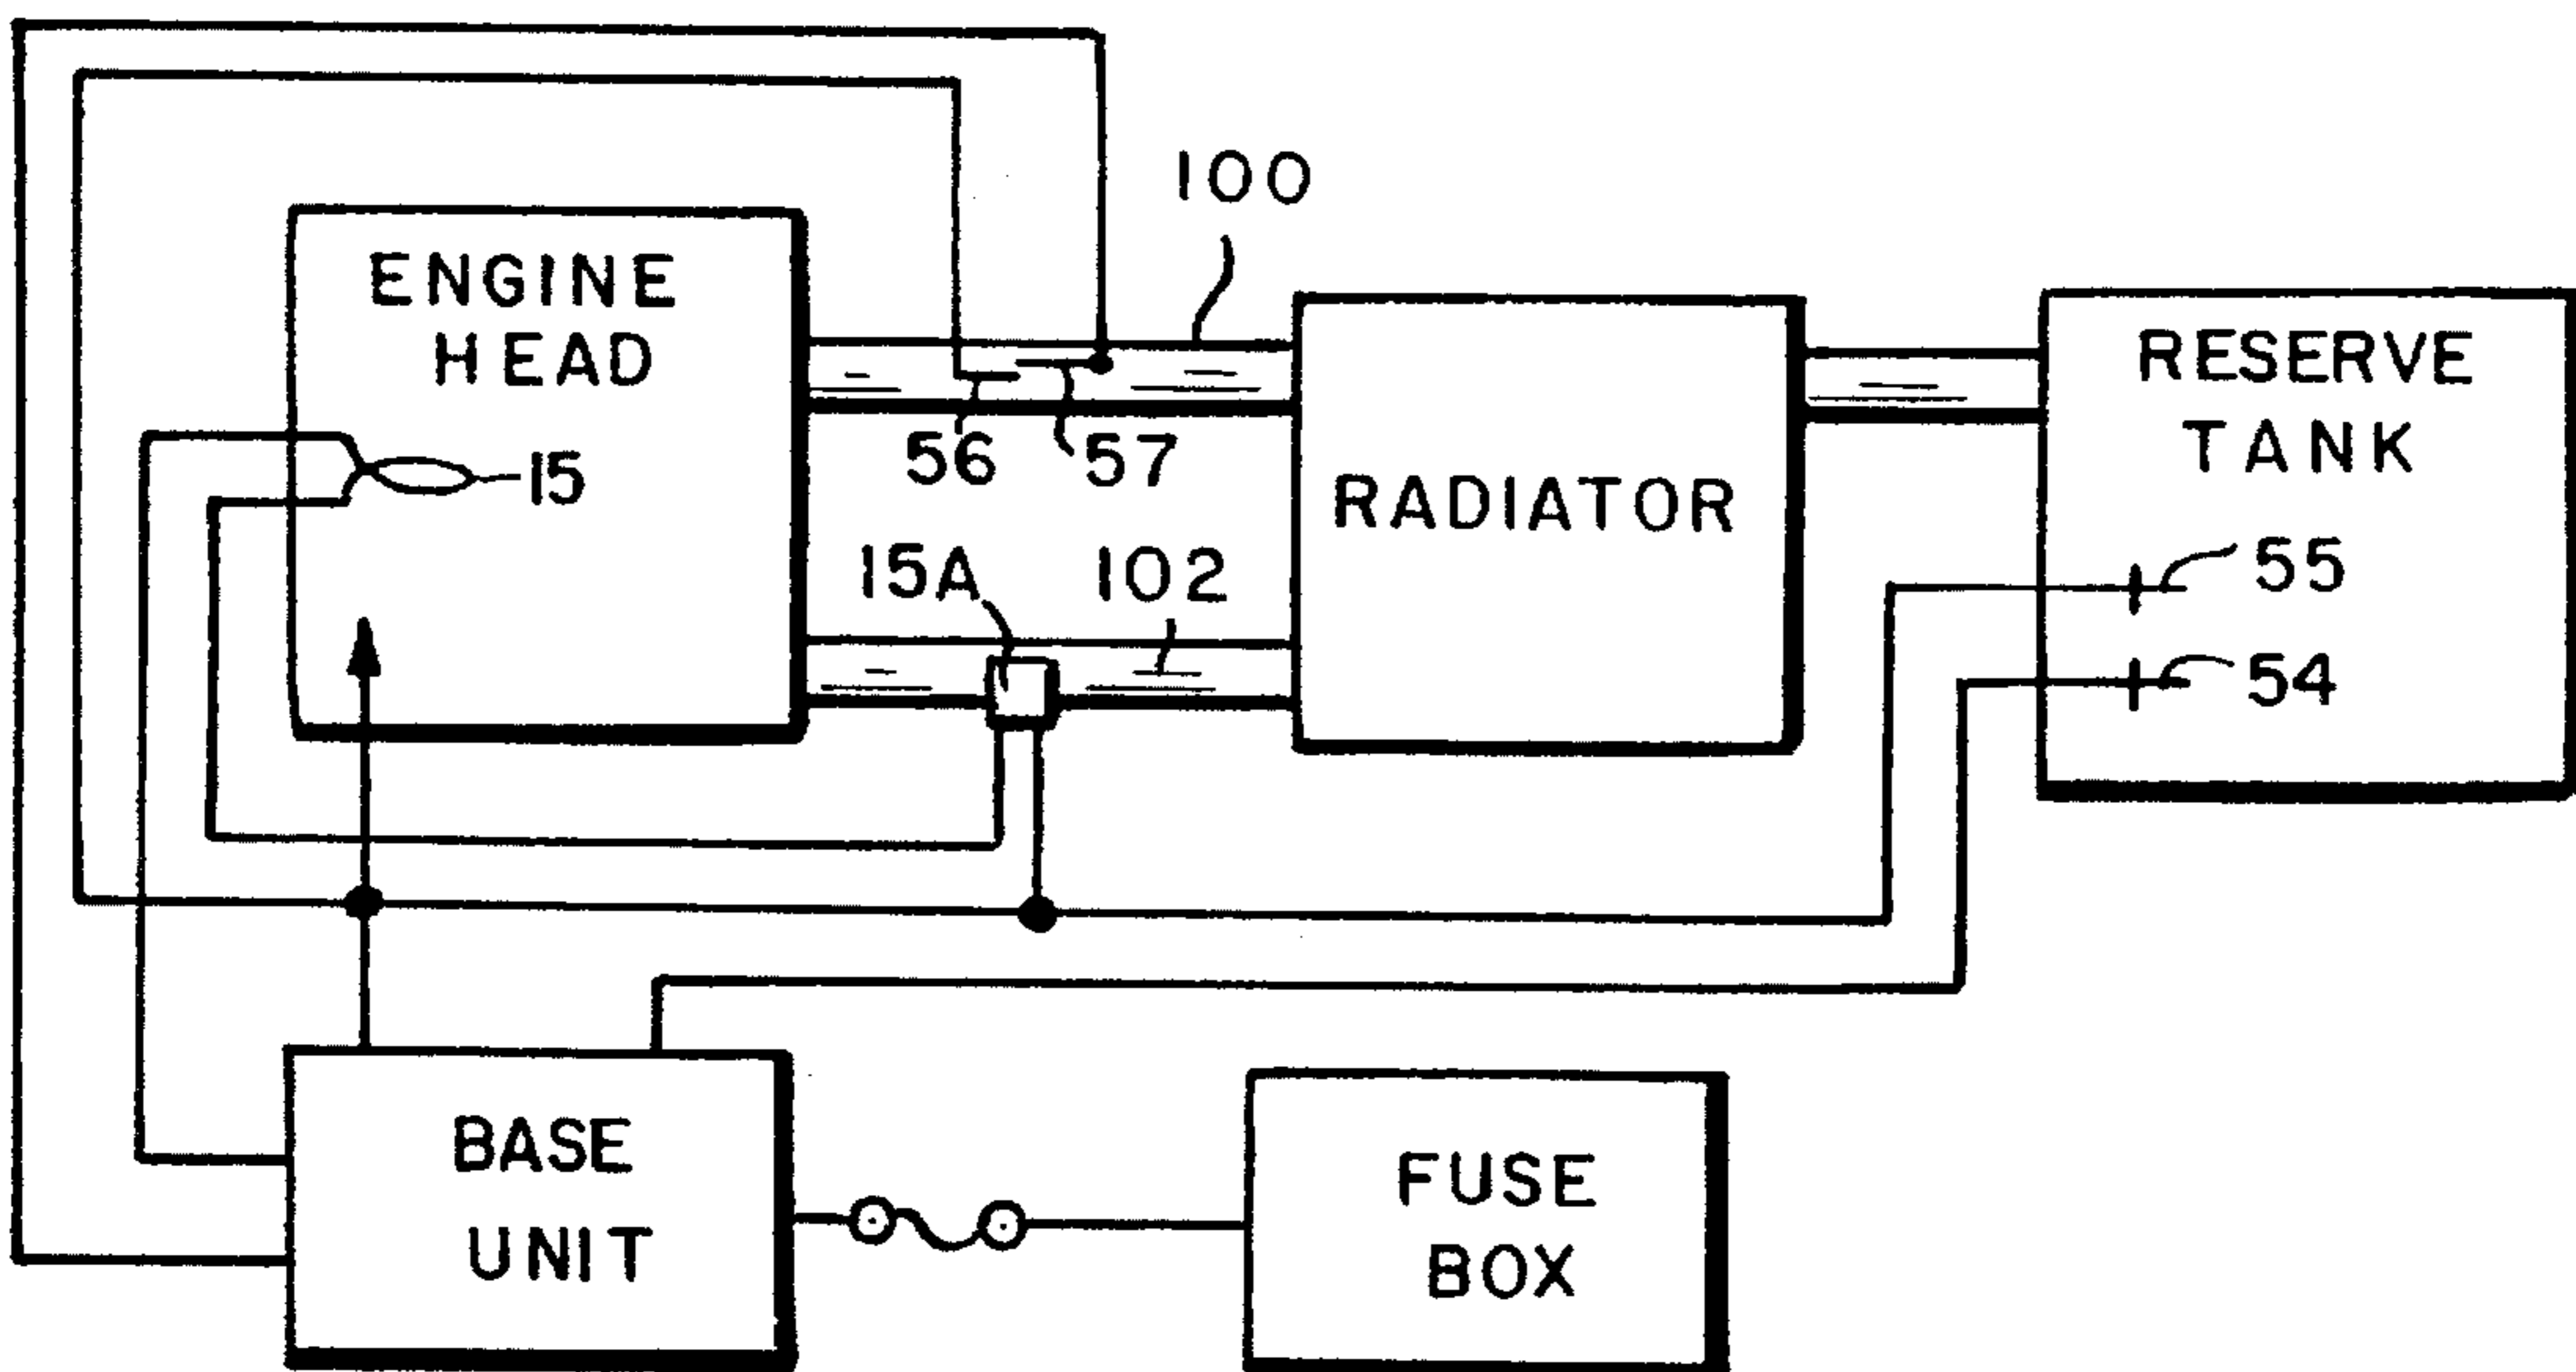 100
ENGINE
HEAD
RESERVE
TANK
56
57
15
RADIATOR
15A
102
55
54
BASE
UNIT
FUSE
BOX